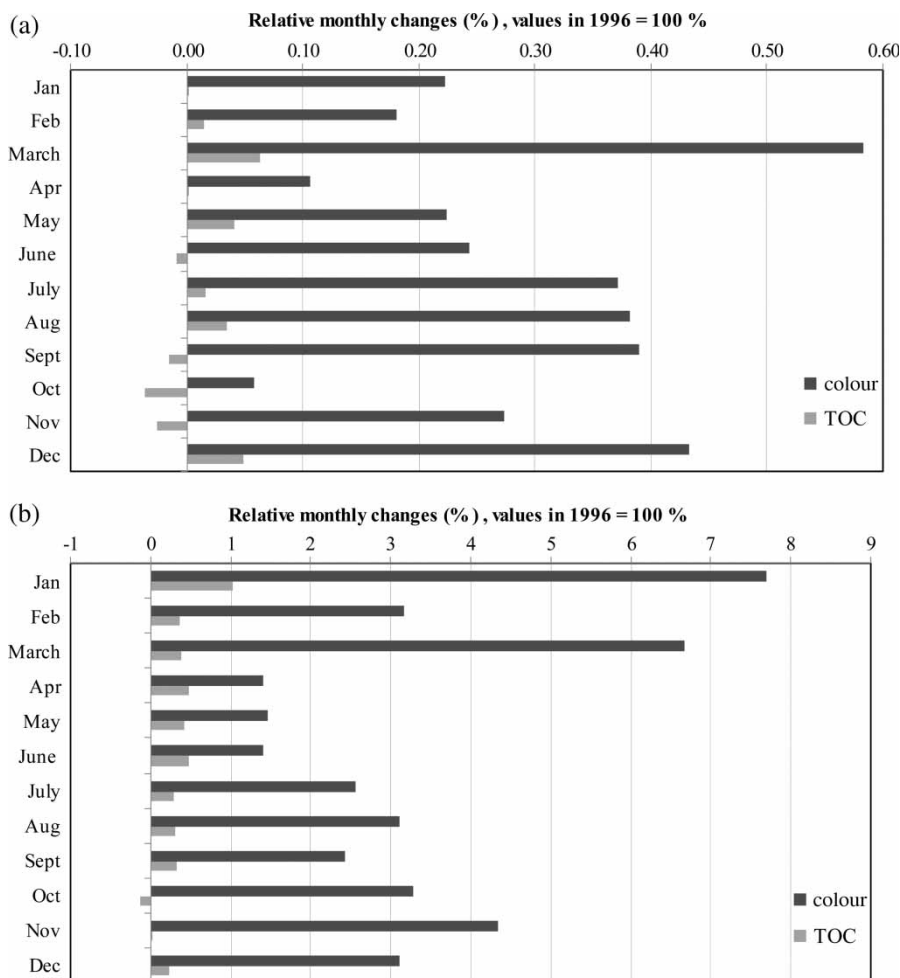 (a)
Relative monthly changes (%) , values in 1996 = 100 %
-0.10 0.00 0.10 0.20 0.30 0.40 0.50 0.60
Jan
Feb
March
Apr
May
June
July
Aug
Sept
Oct
Nov
Dec
colour
TOC
(b)
Relative monthly changes (%) , values in 1996 = 100 %
-1 0 1 2 3 4 5 6 7 8 9
Jan
Feb
March
Apr
May
June
July
Aug
Sept
Oct
Nov
Dec
colour
TOC